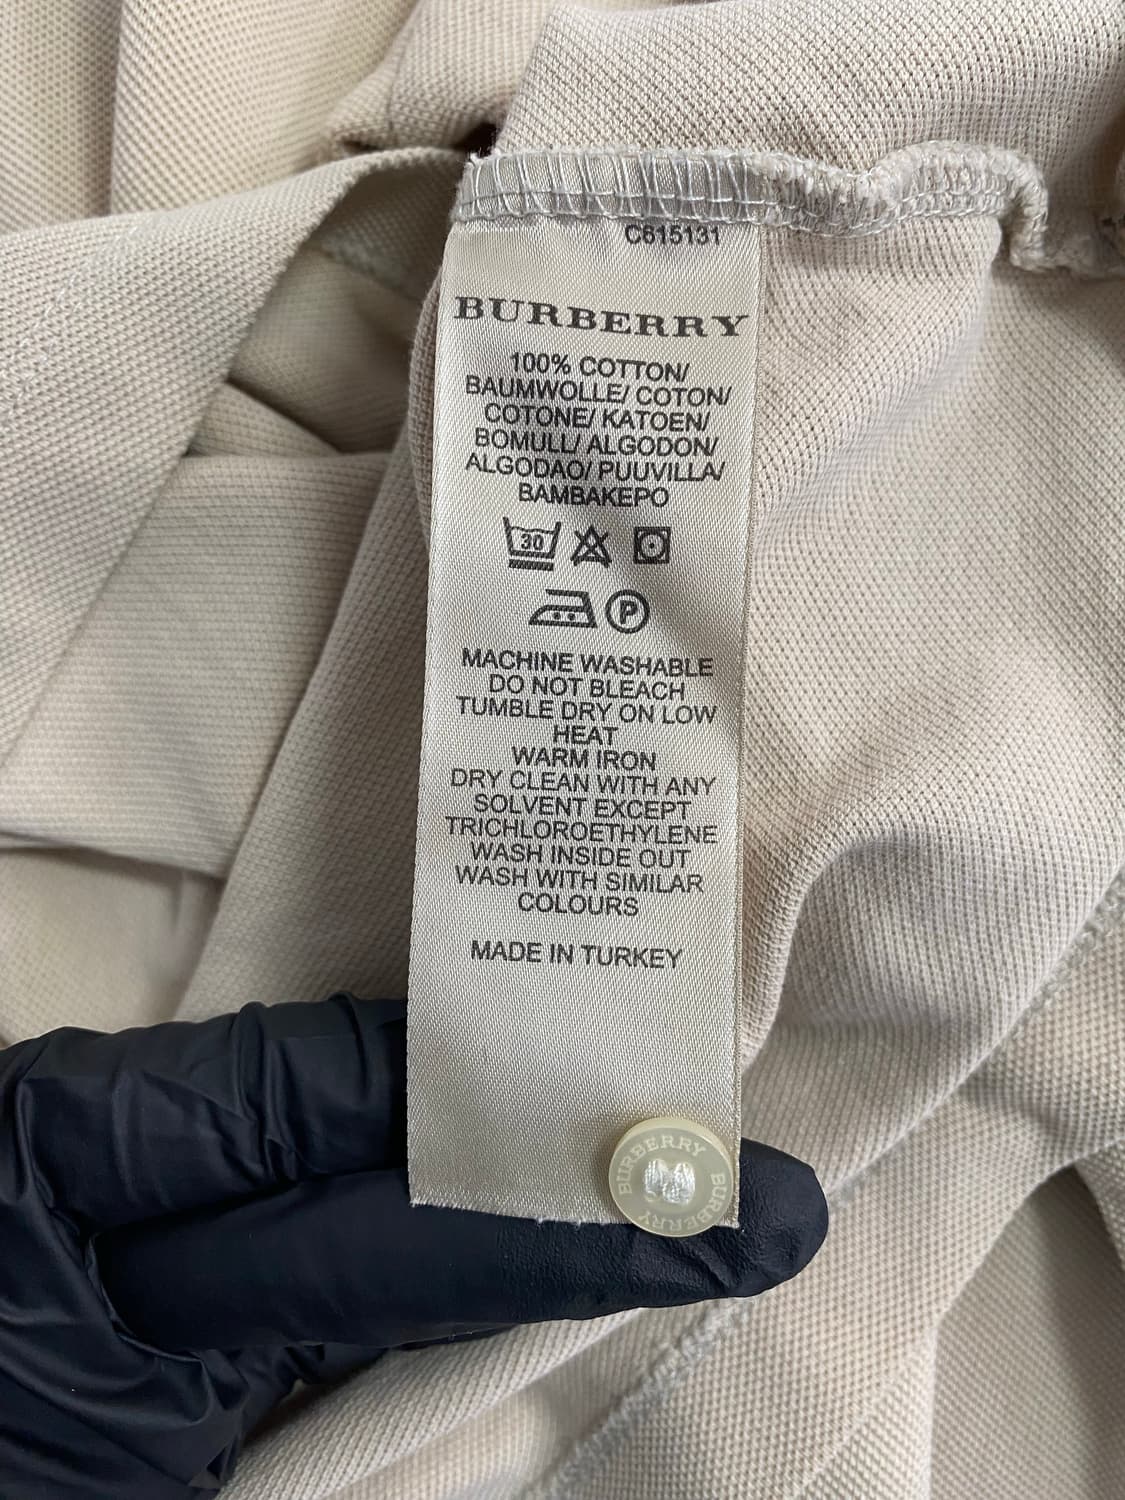 C615131
BURBERRY
100% COTTON/
BAUMWOLLE/ COTON/
COTONE/ KATOEN/
BOMULL/ ALGODON/
ALGODAO/ PUUVILLA/
BAMBAKEPO
30
P
MACHINE WASHABLE
DO NOT BLEACH
TUMBLE DRY ON LOW
HEAT
WARM IRON
DRY CLEAN WITH ANY
SOLVENT EXCEPT
TRICHLOROETHYLENE
WASH INSIDE OUT
WASH WITH SIMILAR
COLOURS
MADE IN TURKEY
BURBERRY BURBERRY BURBERRY